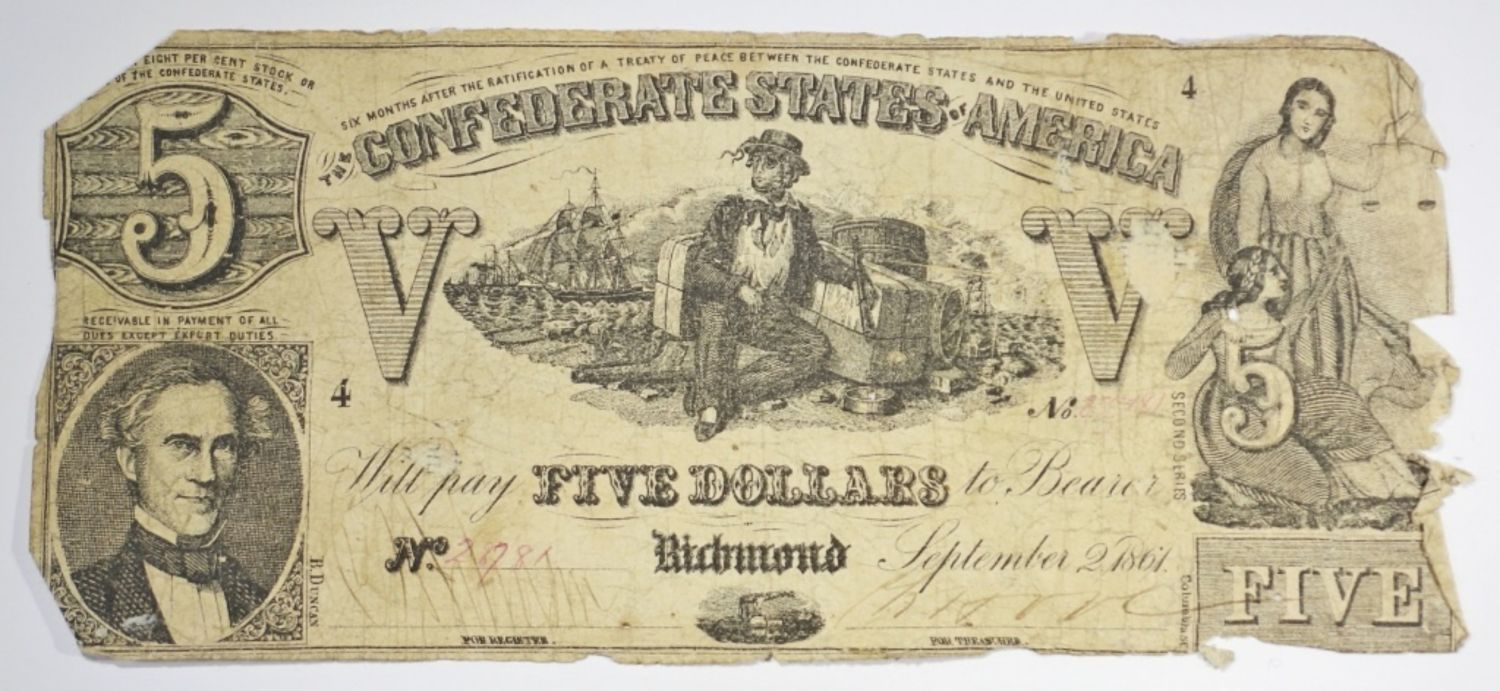 EIGHT PER CENT STOCK OR
OF THE CONFEDERATE STATES.
5
RECEIVABLE IN PAYMENT OF ALL
DUES EXCEPT EXPORT DUTIES
SIX MONTHS AFTER THE RATIFICATION OF A TREATY OF PEACE BETWEEN THE CONFEDERATE STATES AND THE UNITED STATES
THE CONFEDERATE STATES OF AMERICA
4
V
V
4
No.
5
SECOND SERIES
Will pay FIVE DOLLARS to Bearer
No.
Richmond September 2, 1861.
B. DUNCAN
FIVE
FOR REGISTER.
FOR TREASURER.